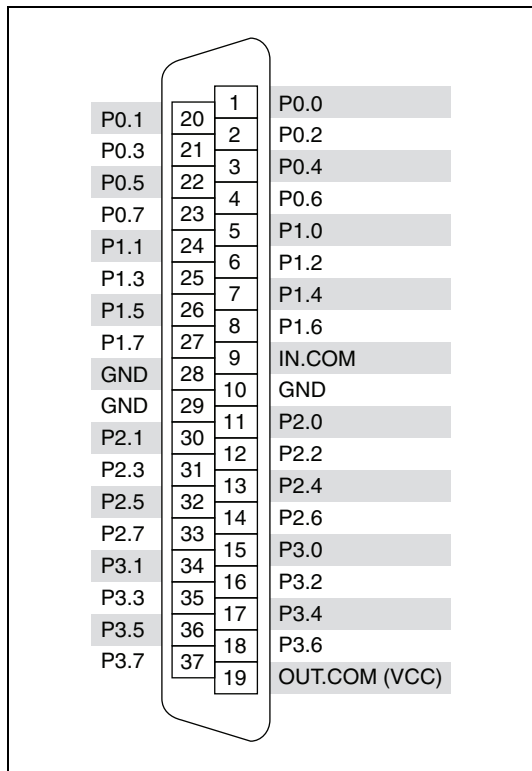 1 P0.0
P0.1 20
2 P0.2
P0.3 21
3 P0.4
P0.5 22
4 P0.6
P0.7 23
5 P1.0
P1.1 24
6 P1.2
P1.3 25
7 P1.4
P1.5 26
8 P1.6
P1.7 27
9 IN.COM
GND 28
10 GND
GND 29
11 P2.0
P2.1 30
12 P2.2
P2.3 31
13 P2.4
P2.5 32
14 P2.6
P2.7 33
15 P3.0
P3.1 34
16 P3.2
P3.3 35
17 P3.4
P3.5 36
18 P3.6
P3.7 37
19 OUT.COM (VCC)